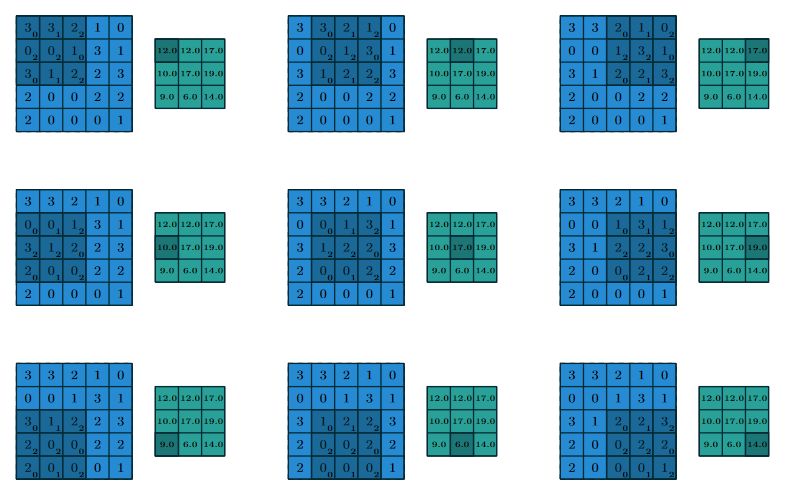 3₀ 3₁ 2₂ 1 0
0₂ 0₂ 1₀ 3 1
3₀ 1₁ 2₂ 2 3
2 0 0 2 2
2 0 0 0 1
12.0 12.0 17.0
10.0 17.0 19.0
9.0 6.0 14.0
3 3₀ 2₁ 1₂ 0
0 0₂ 1₂ 3₀ 1
3 1₀ 2₁ 2₂ 3
2 0 0 2 2
2 0 0 0 1
12.0 12.0 17.0
10.0 17.0 19.0
9.0 6.0 14.0
3 3 2₀ 1₁ 0₂
0 0 1₂ 3₂ 1₀
3 1 2₀ 2₁ 3₂
2 0 0 2 2
2 0 0 0 1
12.0 12.0 17.0
10.0 17.0 19.0
9.0 6.0 14.0
3 3 2 1 0
0₀ 0₁ 1₂ 3 1
3₂ 1₂ 2₀ 2 3
2₀ 0₁ 0₂ 2 2
2 0 0 0 1
12.0 12.0 17.0
10.0 17.0 19.0
9.0 6.0 14.0
3 3 2 1 0
0 0₀ 1₁ 3₂ 1
3 1₂ 2₂ 2₀ 3
2 0₀ 0₁ 2₂ 2
2 0 0 0 1
12.0 12.0 17.0
10.0 17.0 19.0
9.0 6.0 14.0
3 3 2 1 0
0 0 1₀ 3₁ 1₂
3 1 2₂ 2₂ 3₀
2 0 0₀ 2₁ 2₂
2 0 0 0 1
12.0 12.0 17.0
10.0 17.0 19.0
9.0 6.0 14.0
3 3 2 1 0
0 0 1 3 1
3₀ 1₁ 2₂ 2 3
2₂ 0₂ 0₀ 2 2
2₀ 0₁ 0₂ 0 1
12.0 12.0 17.0
10.0 17.0 19.0
9.0 6.0 14.0
3 3 2 1 0
0 0 1 3 1
3 1₀ 2₁ 2₂ 3
2 0₂ 0₂ 2₀ 2
2 0₀ 0₁ 0₂ 1
12.0 12.0 17.0
10.0 17.0 19.0
9.0 6.0 14.0
3 3 2 1 0
0 0 1 3 1
3 1 2₀ 2₁ 3₂
2 0 0₂ 2₂ 2₀
2 0 0₀ 0₁ 1₂
12.0 12.0 17.0
10.0 17.0 19.0
9.0 6.0 14.0